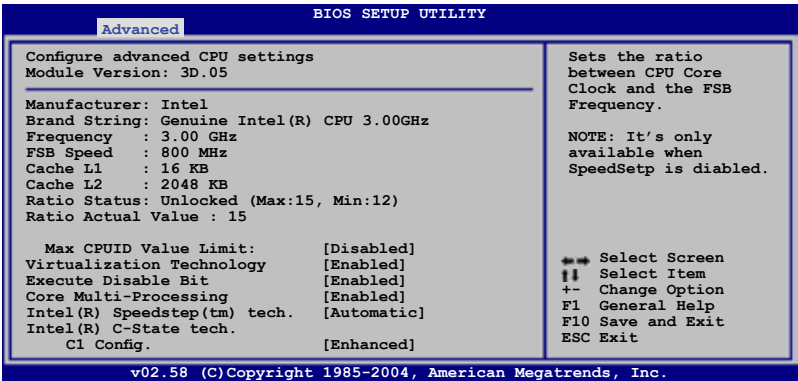 BIOS SETUP UTILITY
Advanced
Configure advanced CPU settings
Module Version: 3D.05
Manufacturer: Intel
Brand String: Genuine Intel(R) CPU 3.00GHz
Frequency : 3.00 GHz
FSB Speed : 800 MHz
Cache L1 : 16 KB
Cache L2 : 2048 KB
Ratio Status: Unlocked (Max:15, Min:12)
Ratio Actual Value : 15
Max CPUID Value Limit: [Disabled]
Virtualization Technology [Enabled]
Execute Disable Bit [Enabled]
Core Multi-Processing [Enabled]
Intel(R) Speedstep(tm) tech. [Automatic]
Intel(R) C-State tech.
C1 Config. [Enhanced]
Sets the ratio
between CPU Core
Clock and the FSB
Frequency.
NOTE: It's only
available when
SpeedSetp is diabled.
Select Screen
Select Item
+- Change Option
F1 General Help
F10 Save and Exit
ESC Exit
v02.58 (C)Copyright 1985-2004, American Megatrends, Inc.